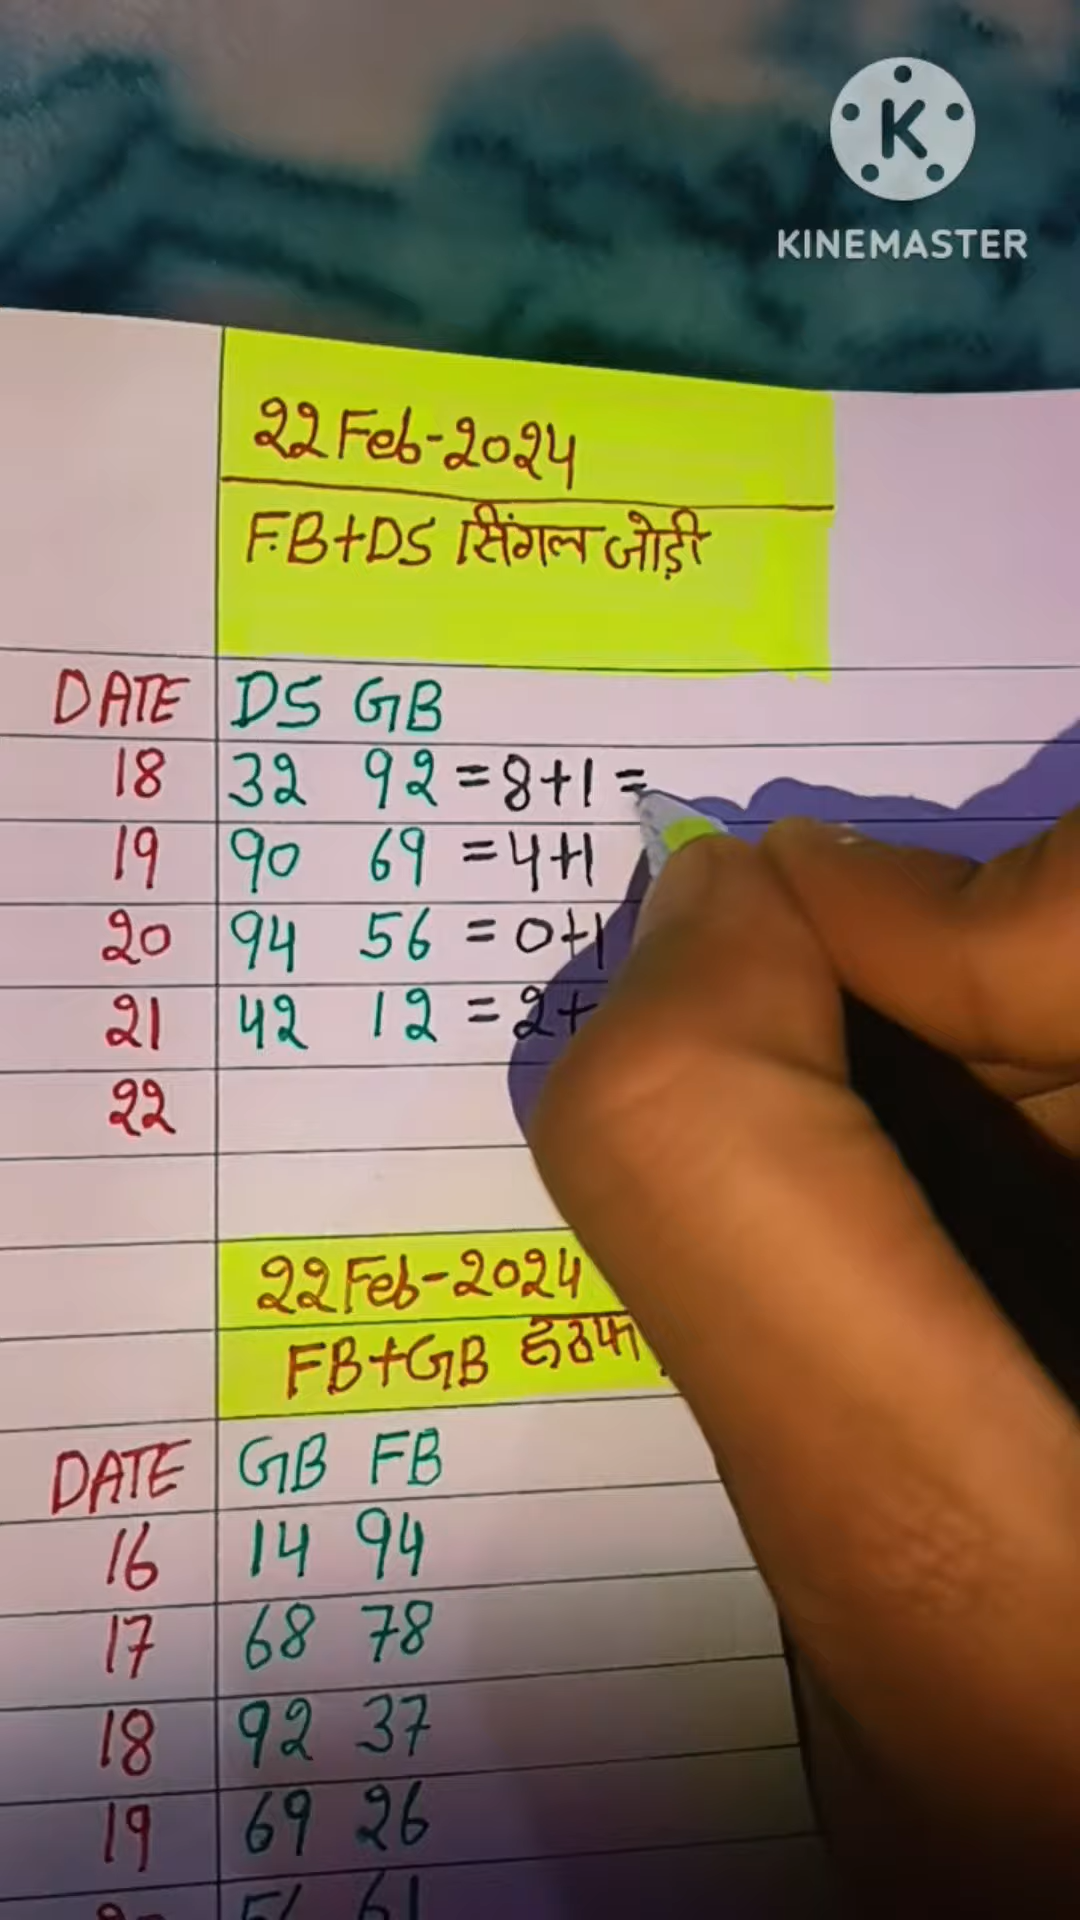 KINEMASTER
22 Feb-2024
F.B+DS सिंगल जोड़ी
DATE DS GB
18 32 92 = 8+1 =
19 90 69 = 4+1
20 94 56 = 0+1
21 42 12 = 2+
22
22 Feb-2024
FB+GB
DATE GB FB
16 14 94
17 68 78
18 92 37
19 69 26
56 61